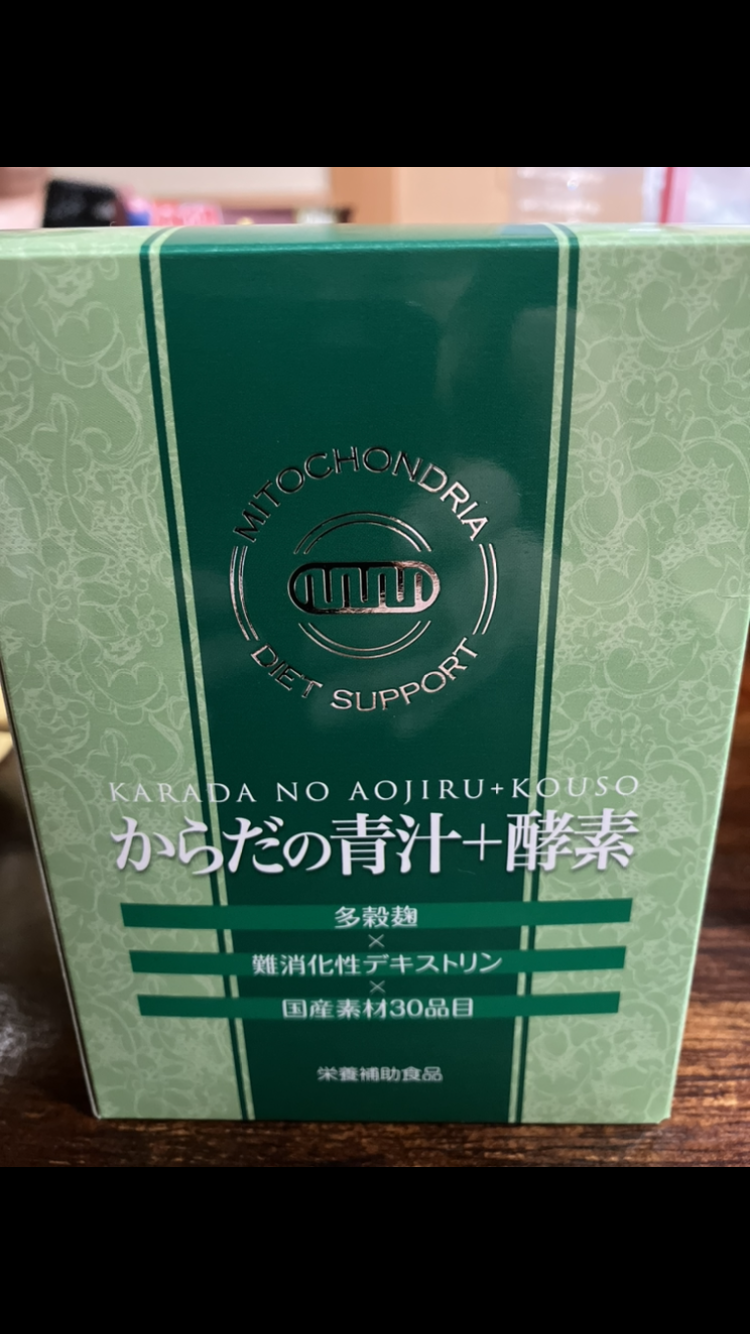 MITOCHONDRIA
DIET SUPPORT
KARADA NO AOJIRU+KOUSO
からだの青汁+酵素
多穀麹
×
難消化性デキストリン
×
国産素材30品目
栄養補助食品